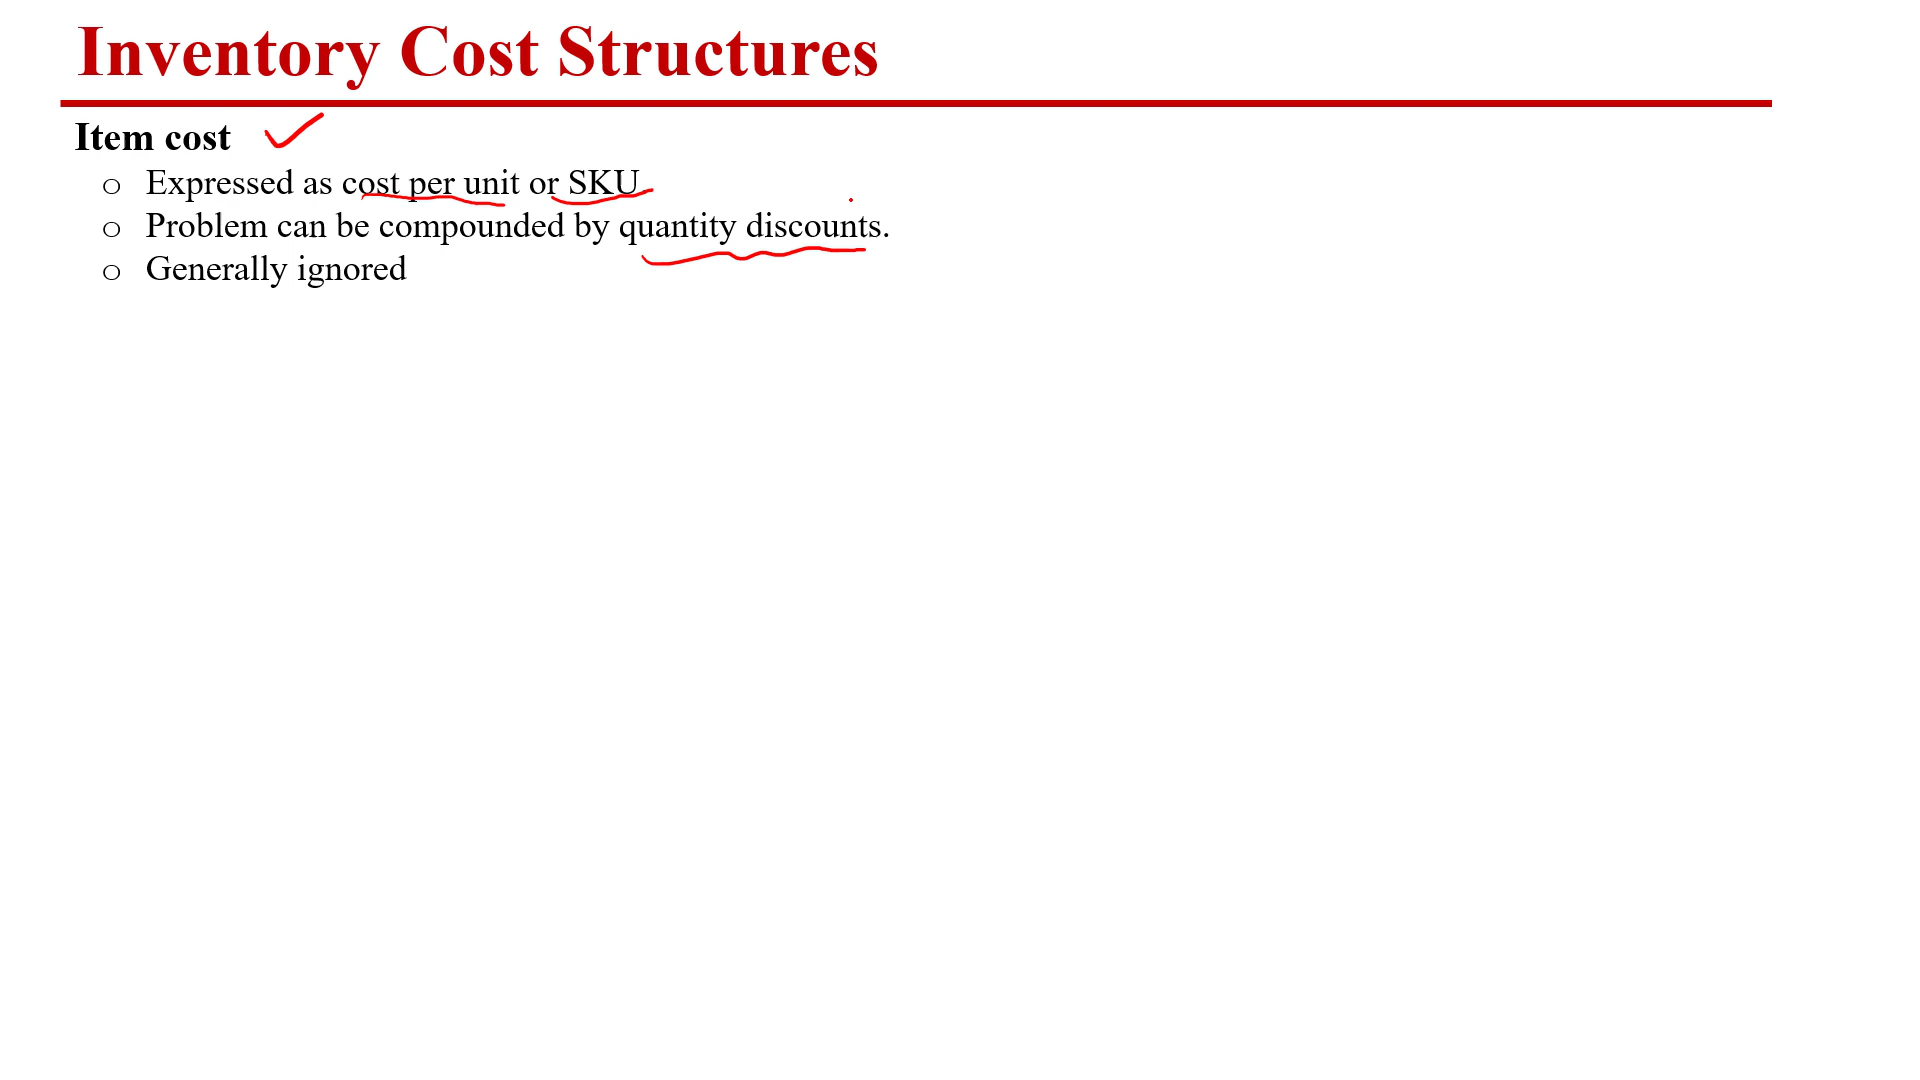 Inventory Cost Structures
Item cost
o Expressed as cost per unit or SKU
o Problem can be compounded by quantity discounts.
o Generally ignored